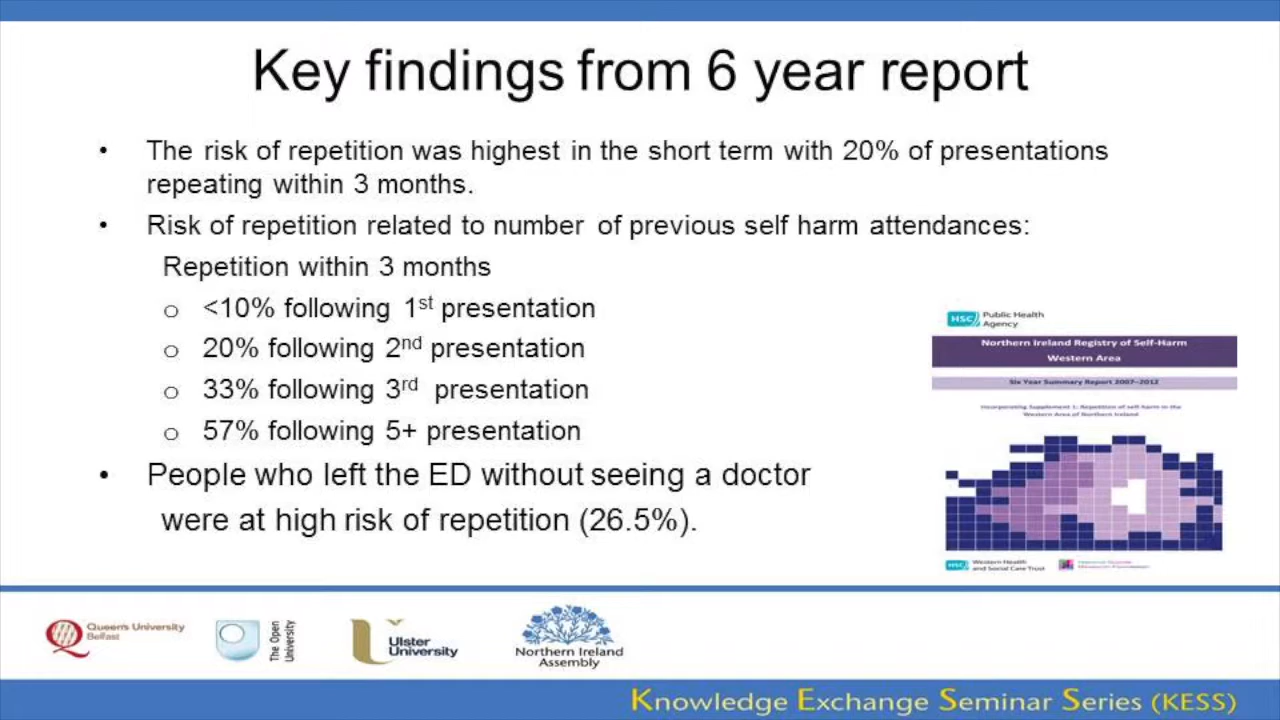 Key findings from 6 year report
• The risk of repetition was highest in the short term with 20% of presentations
repeating within 3 months.
• Risk of repetition related to number of previous self harm attendances:
Repetition within 3 months
o <10% following 1st presentation
o 20% following 2nd presentation
o 33% following 3rd presentation
o 57% following 5+ presentation
• People who left the ED without seeing a doctor
were at high risk of repetition (26.5%).
HSC Public Health
Agency
Northern Ireland Registry of Self-Harm
Western Area
Six Year Summary Report 2007–2012
Incorporating Supplement 1: Repetition of self-harm in the
Western Area of Northern Ireland
HSC Western Health
and Social Care Trust
National Suicide
Research Foundation
Queen's University
Belfast
The Open
University
Ulster
University
Northern Ireland
Assembly
Knowledge Exchange Seminar Series (KESS)